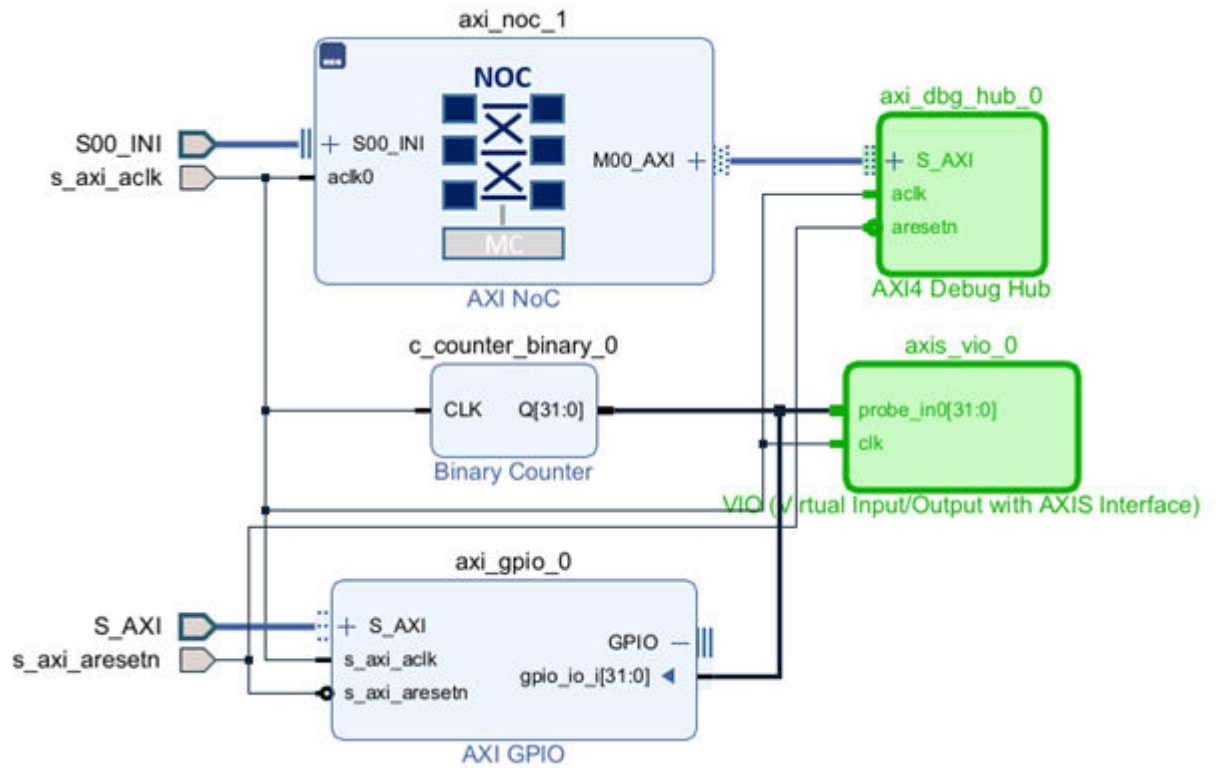 axi_noc_1
NOC
S00_INI
s_axi_aclk
S00_INI
aclk0
M00_AXI
MC
AXI NoC
axi_dbg_hub_0
S_AXI
aclk
aresetn
AXI4 Debug Hub
c_counter_binary_0
CLK
Q[31:0]
Binary Counter
axis_vio_0
probe_in0[31:0]
clk
VIO (Virtual Input/Output with AXIS Interface)
axi_gpio_0
S_AXI
s_axi_aresetn
S_AXI
s_axi_aclk
s_axi_aresetn
GPIO
gpio_io_i[31:0]
AXI GPIO